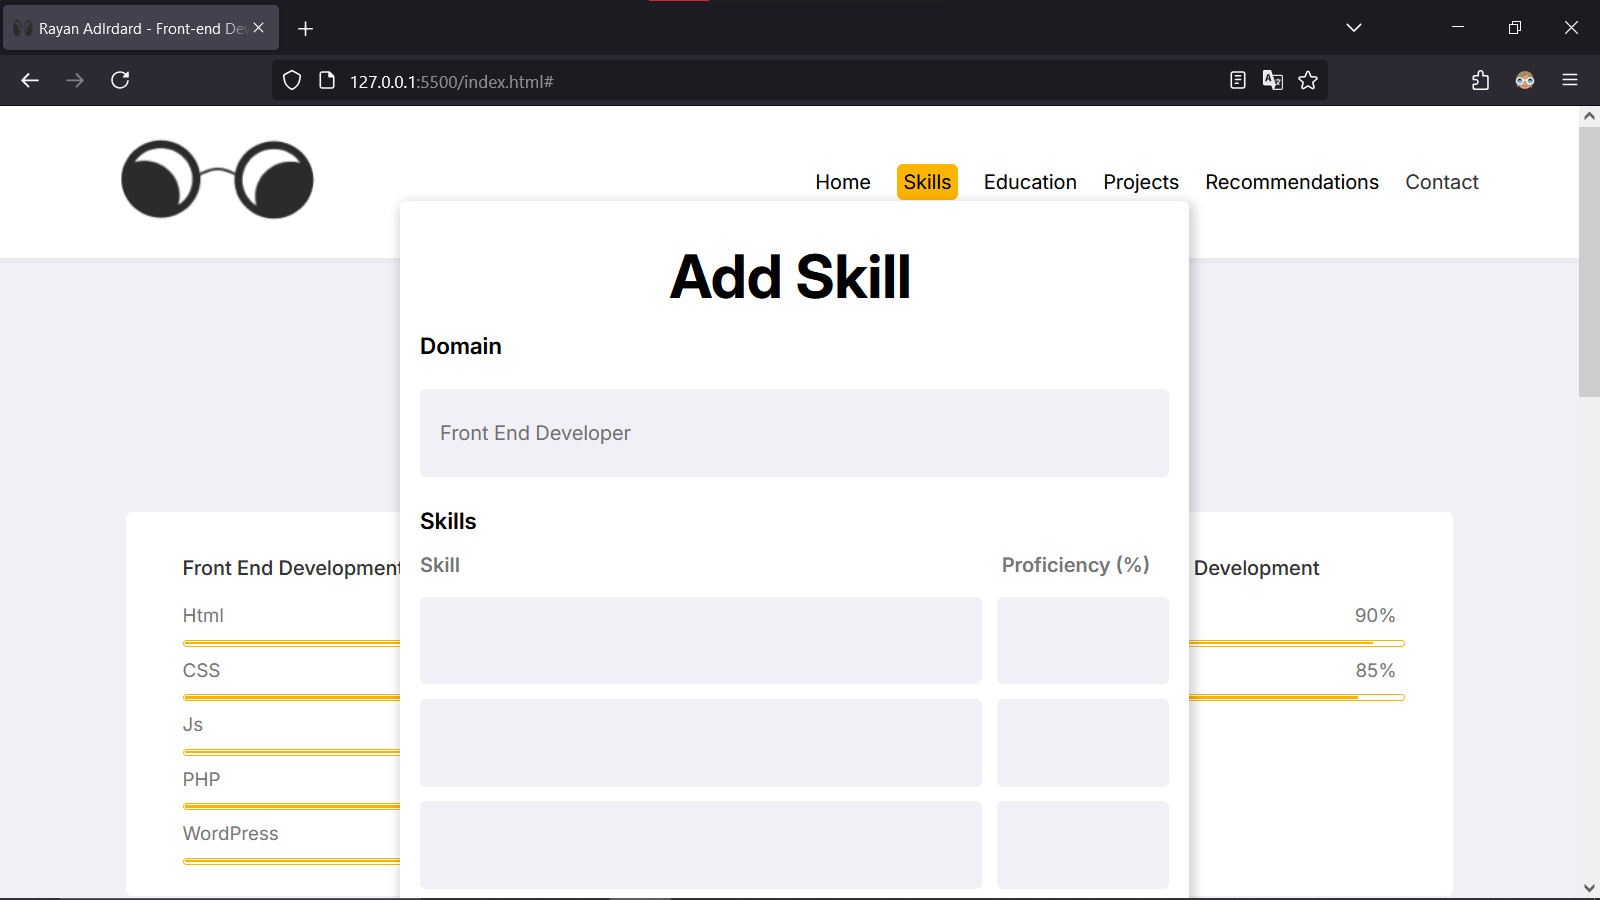 Rayan Adlrdard - Front-end Dev
127.0.0.1:5500/index.html#
Home Skills Education Projects Recommendations Contact
Add Skill
Domain
Front End Developer
Skills
Skill Proficiency (%)
Front End Development
Html
CSS
Js
PHP
WordPress
Development
90%
85%